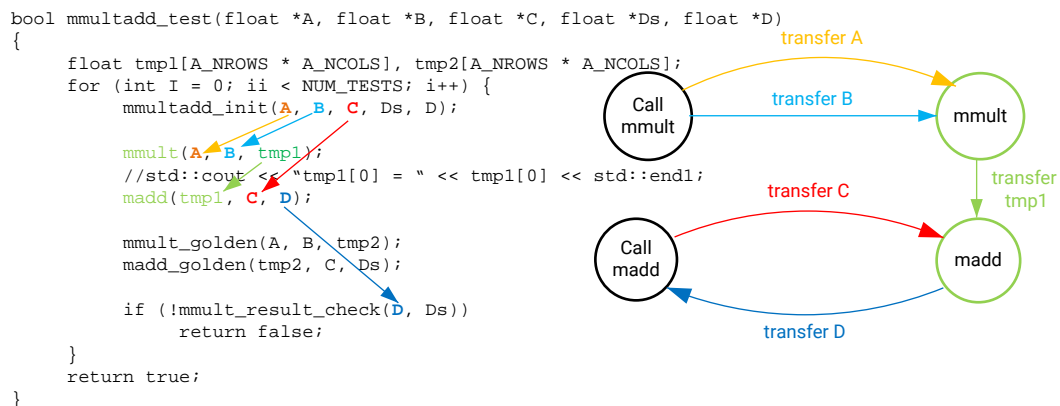 bool mmultadd_test(float *A, float *B, float *C, float *Ds, float *D)
{
float tmp1[A_NROWS * A_NCOLS], tmp2[A_NROWS * A_NCOLS];
for (int I = 0; ii < NUM_TESTS; i++) {
mmultadd_init(A, B, C, Ds, D);
mmult(A, B, tmp1);
//std::cout << “tmp1[0] = “ << tmp1[0] << std::endl;
madd(tmp1, C, D);
mmult_golden(A, B, tmp2);
madd_golden(tmp2, C, Ds);
if (!mmult_result_check(D, Ds))
return false;
}
return true;
}
transfer A
Call
mmult
transfer B
mmult
transfer
tmp1
transfer C
Call
madd
madd
transfer D